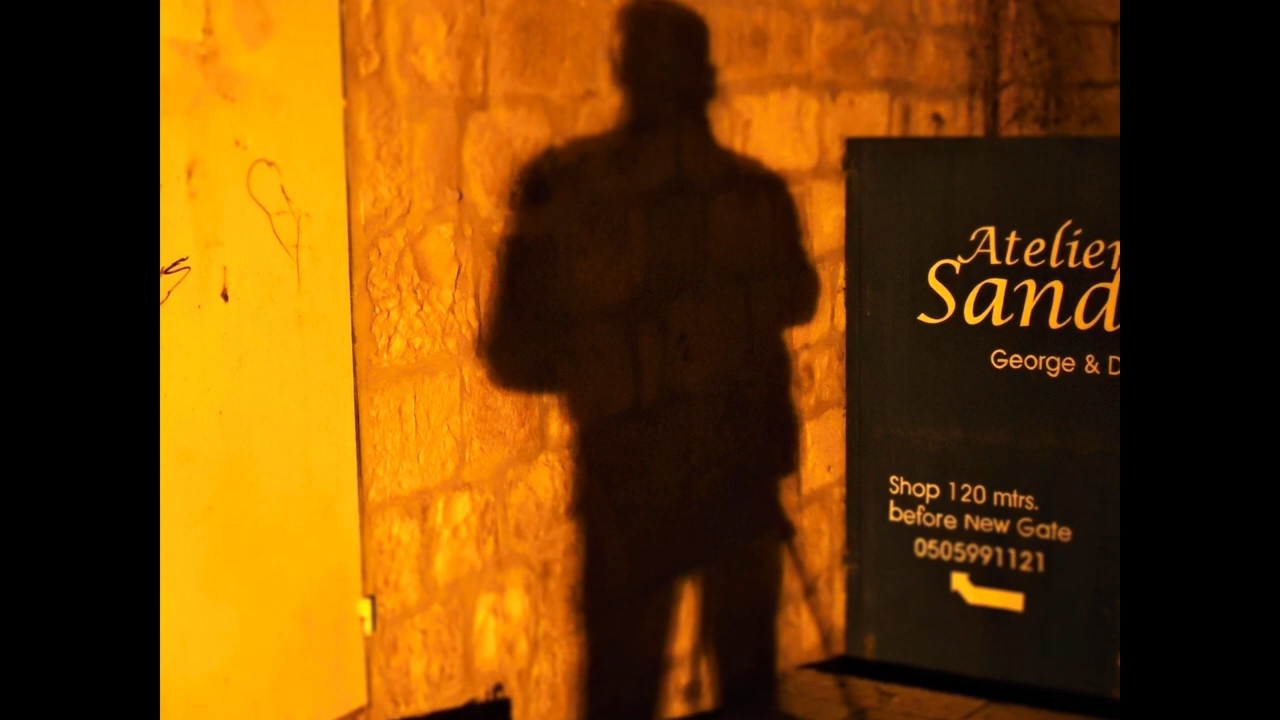 Atelier
Sand
George & D
Shop 120 mtrs.
before New Gate
0505991121